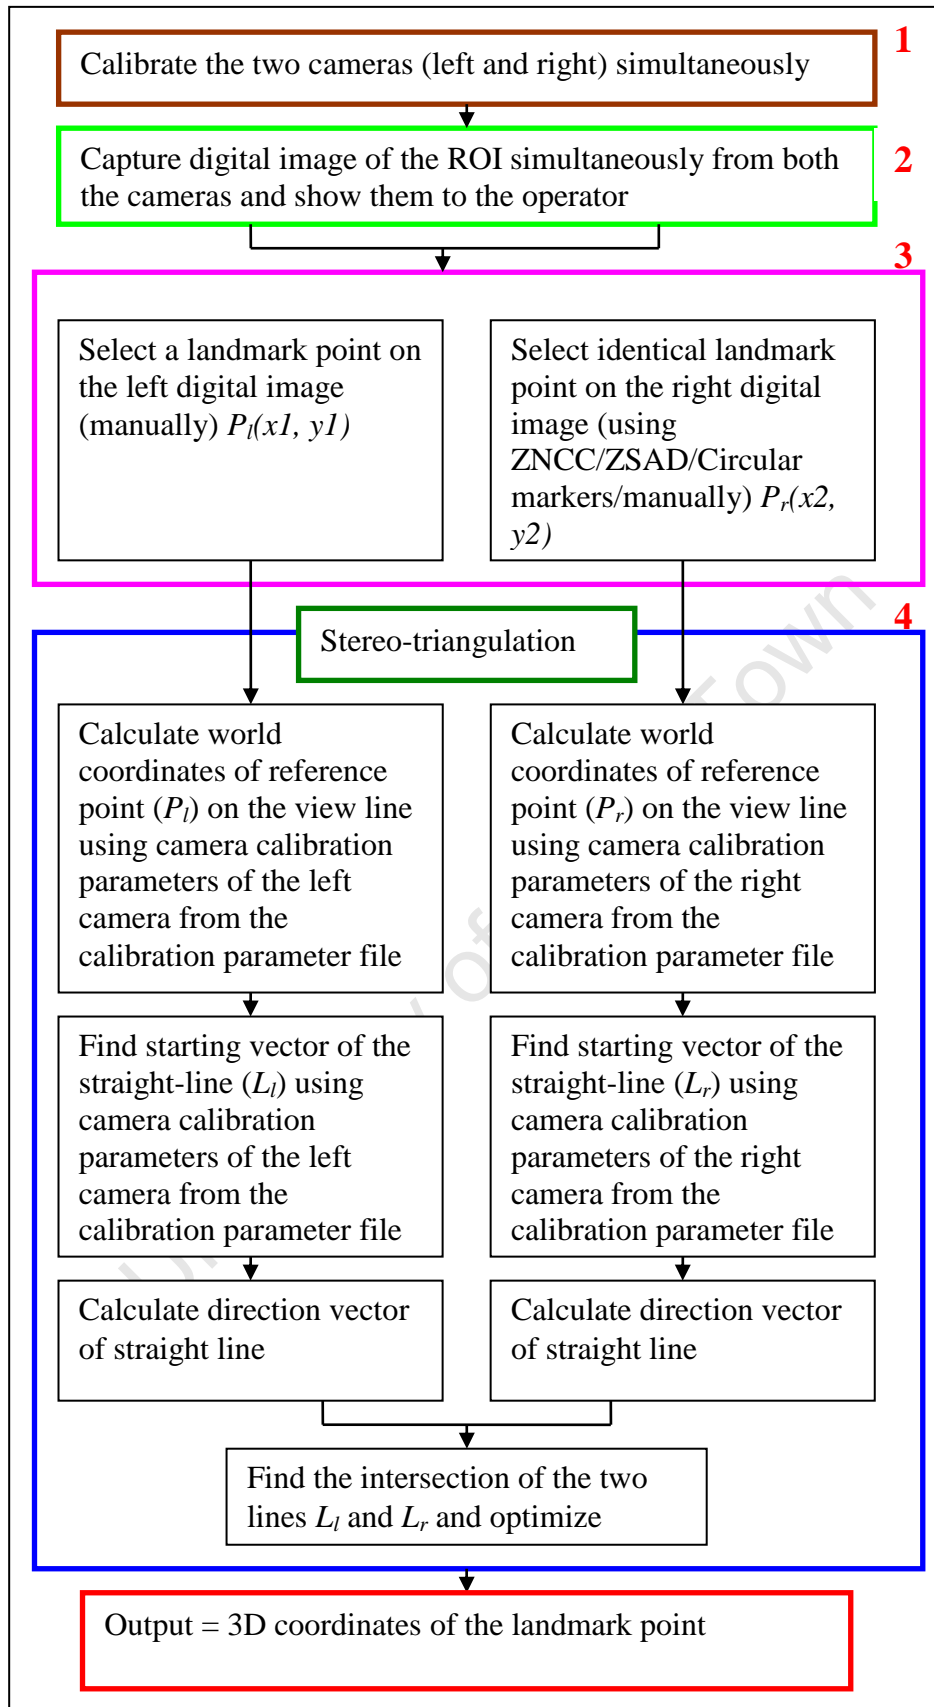 1
Calibrate the two cameras (left and right) simultaneously
2
Capture digital image of the ROI simultaneously from both
the cameras and show them to the operator
3
Select a landmark point on
the left digital image
(manually) Pl(x1, y1)
Select identical landmark
point on the right digital
image (using
ZNCC/ZSAD/Circular
markers/manually) Pr(x2,
y2)
4
Stereo-triangulation
Calculate world
coordinates of reference
point (Pl) on the view line
using camera calibration
parameters of the left
camera from the
calibration parameter file
Calculate world
coordinates of reference
point (Pr) on the view line
using camera calibration
parameters of the right
camera from the
calibration parameter file
Find starting vector of the
straight-line (Ll) using
camera calibration
parameters of the left
camera from the
calibration parameter file
Find starting vector of the
straight-line (Lr) using
camera calibration
parameters of the right
camera from the
calibration parameter file
Calculate direction vector
of straight line
Calculate direction vector
of straight line
Find the intersection of the two
lines Ll and Lr and optimize
Output = 3D coordinates of the landmark point
of Town